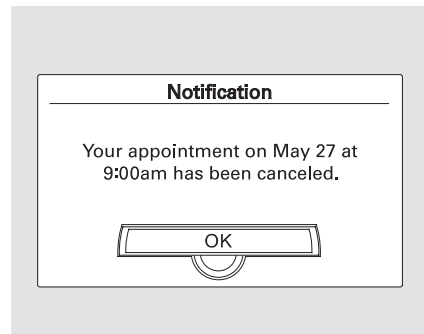 Notification
Your appointment on May 27 at
9:00am has been canceled.
OK